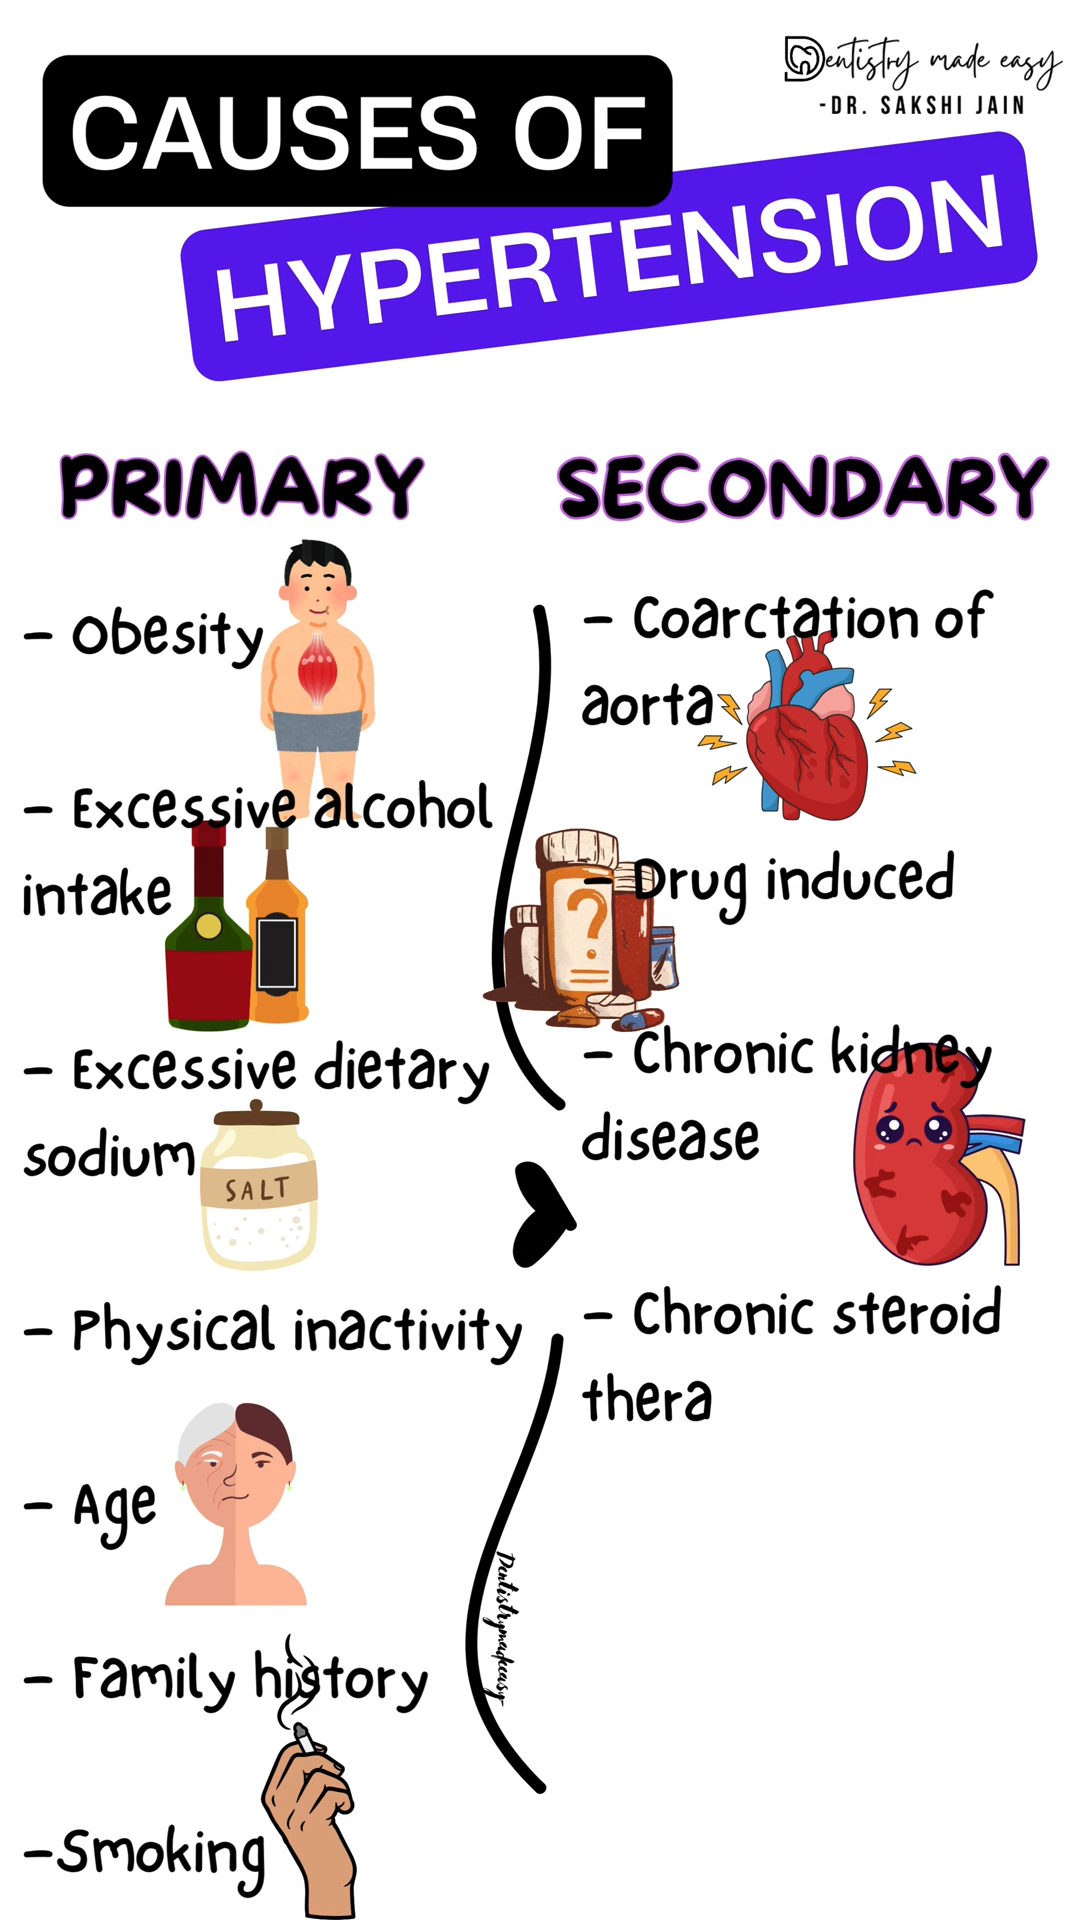 Dentistry made easy
-DR. SAKSHI JAIN
CAUSES OF
HYPERTENSION
PRIMARY
- Obesity
- Excessive alcohol
intake
- Excessive dietary
sodium
SALT
- Physical inactivity
- Age
- Family history
-Smoking
SECONDARY
- Coarctation of
aorta
- Drug induced
?
- Chronic kidney
disease
- Chronic steroid
thera
Dentistrymadeeasy